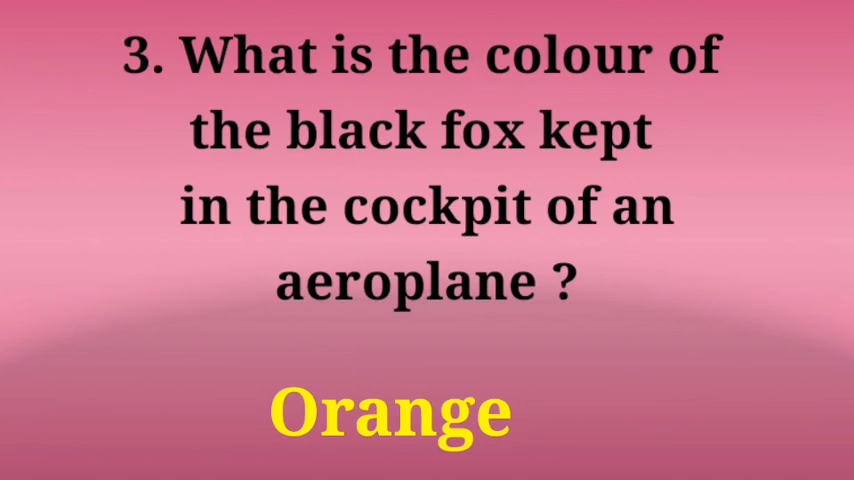 3. What is the colour of
the black fox kept
in the cockpit of an
aeroplane ?
Orange